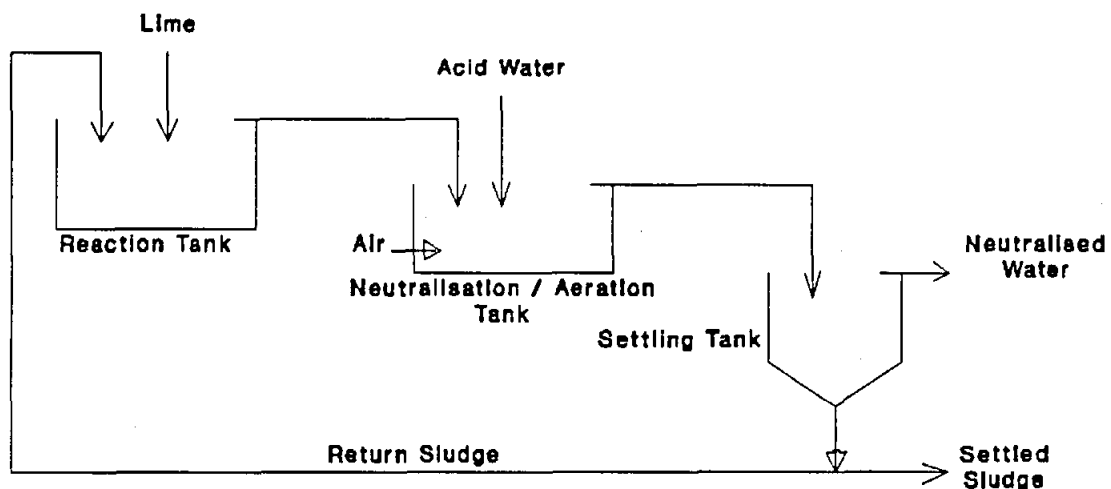 Lime
Acid Water
Reaction Tank
Air
Neutralisation / Aeration
Tank
Neutralised
Water
Settling Tank
Return Sludge
Settled
Sludge